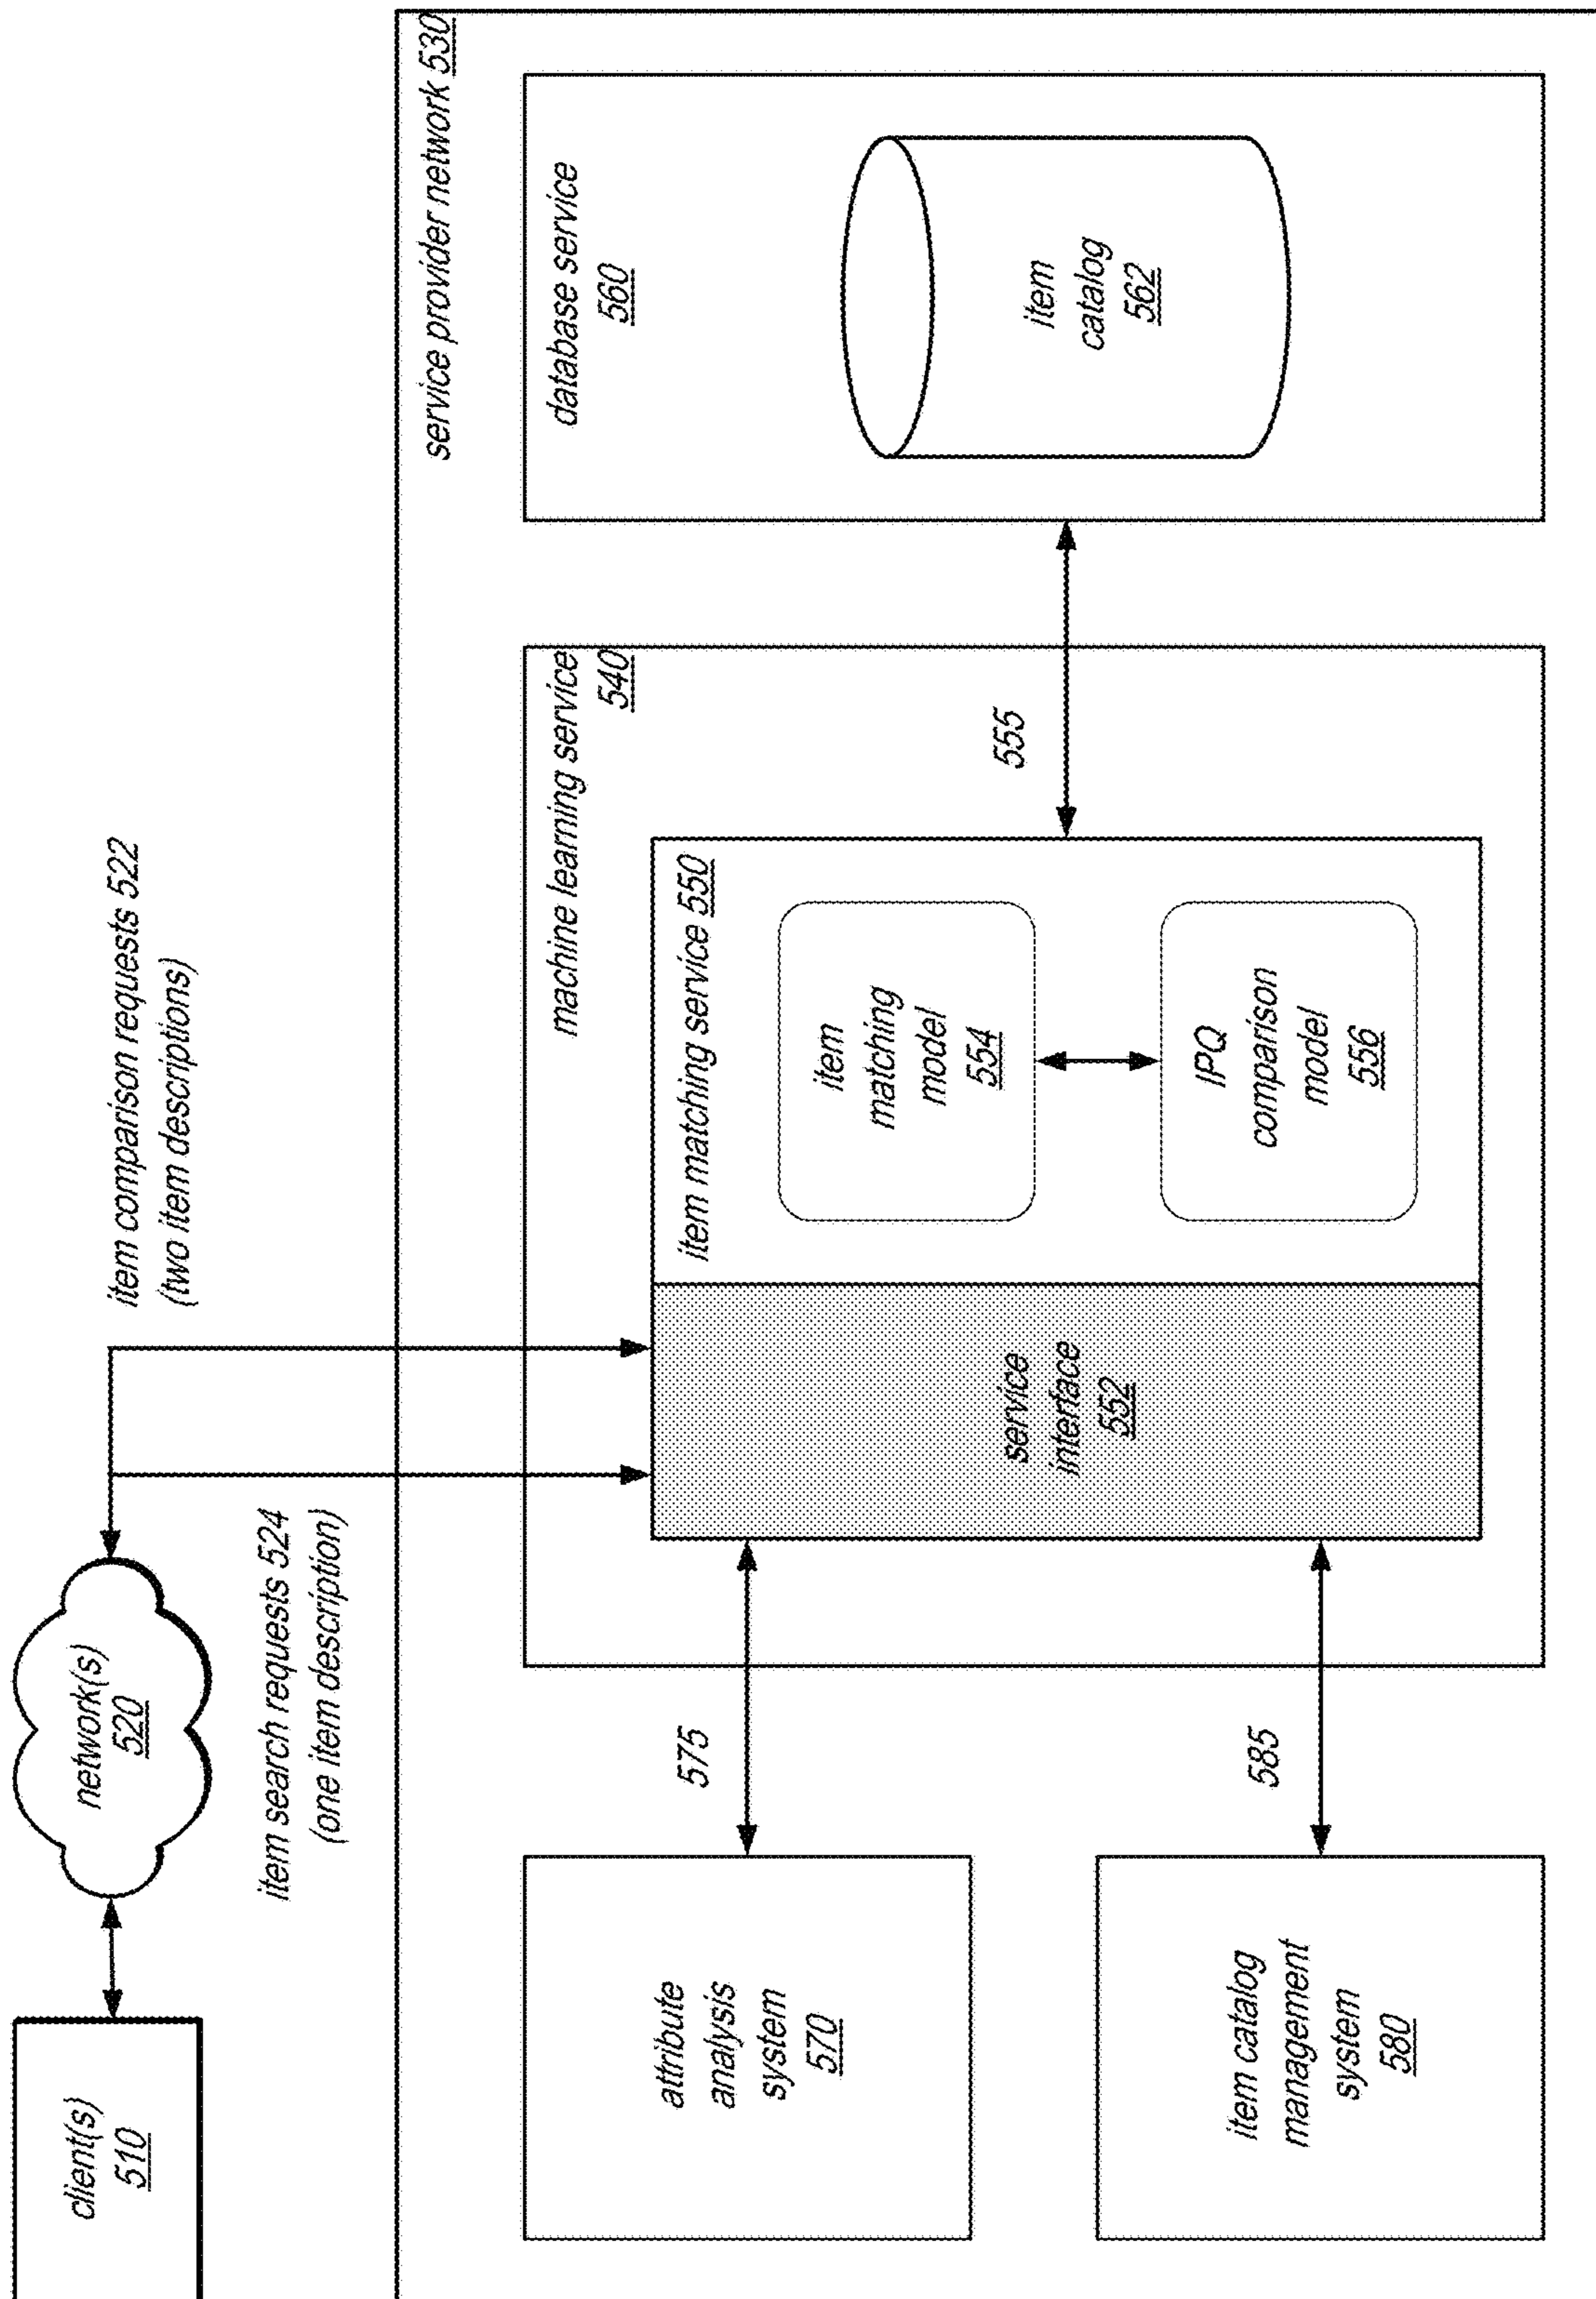 client(s)
510
network(s)
520
item comparison requests 522
(two item descriptions)
item search requests 524
(one item description)
service provider network 530
attribute
analysis
system
570
575
item catalog
management
system
580
585
machine learning service
540
item matching service 550
service
interface
552
item
matching
model
554
IPQ
comparison
model
556
555
database service
560
item
catalog
562